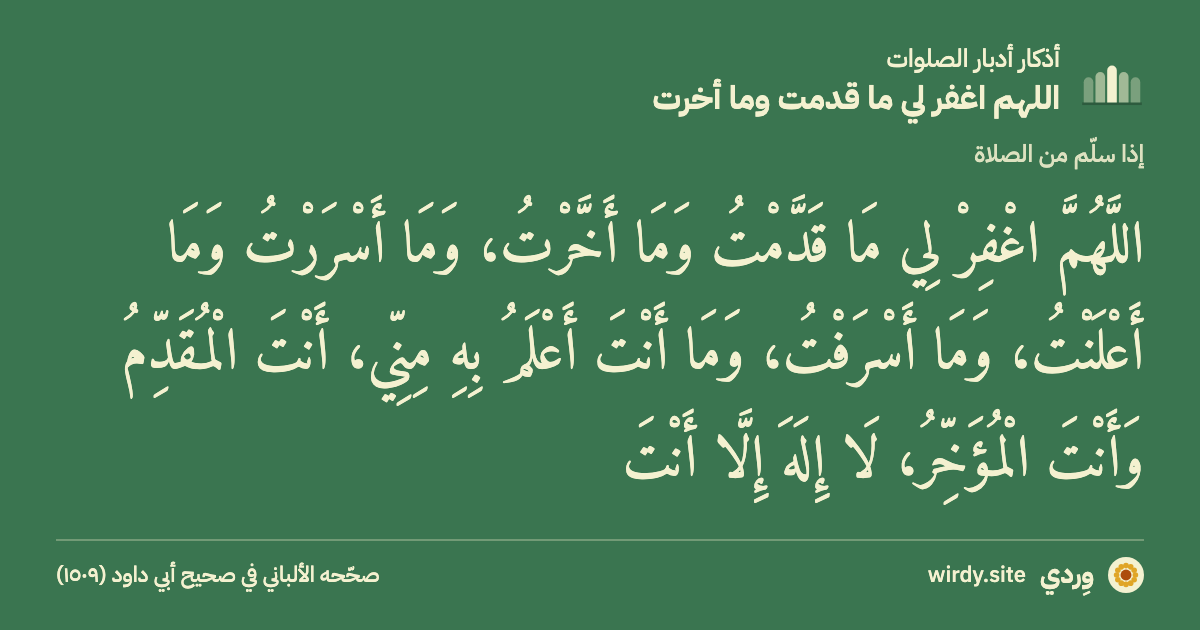 أذكار أدبار الصلوات
اللهم اغفر لي ما قدمت وما أخرت
إذا سلّم من الصلاة
اللَّهُمَّ اغْفِرْ لِي مَا قَدَّمْتُ وَمَا أَخَّرْتُ، وَمَا أَسْرَرْتُ وَمَا
أَعْلَنْتُ، وَمَا أَسْرَفْتُ، وَمَا أَنْتَ أَعْلَمُ بِهِ مِنِّي، أَنْتَ الْمُقَدِّمُ
وَأَنْتَ الْمُؤَخِّرُ، لَا إِلَهَ إِلَّا أَنْتَ
وِردي wirdy.site
صحّحه الألباني في صحيح أبي داود (١٥٠٩)